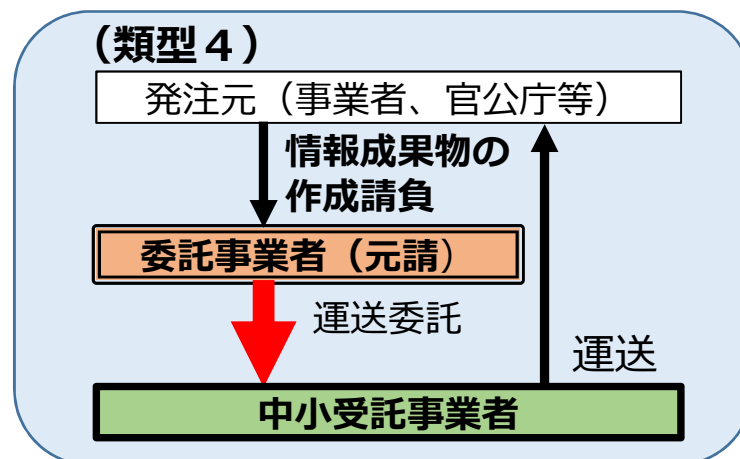 （類型４）
発注元（事業者、官公庁等）
情報成果物の
作成請負
委託事業者（元請）
運送委託
運送
中小受託事業者